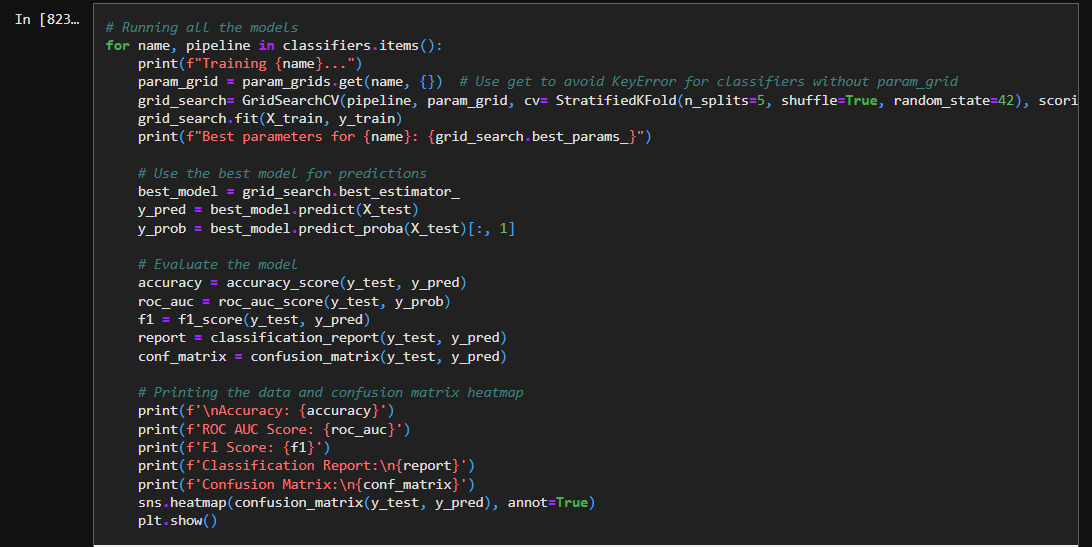 In [823…
# Running all the models
for name, pipeline in classifiers.items():
    print(f"Training {name}...")
    param_grid = param_grids.get(name, {})  # Use get to avoid KeyError for classifiers without param_grid
    grid_search= GridSearchCV(pipeline, param_grid, cv= StratifiedKFold(n_splits=5, shuffle=True, random_state=42), scori
    grid_search.fit(X_train, y_train)
    print(f"Best parameters for {name}: {grid_search.best_params_}")

    # Use the best model for predictions
    best_model = grid_search.best_estimator_
    y_pred = best_model.predict(X_test)
    y_prob = best_model.predict_proba(X_test)[:, 1]

    # Evaluate the model
    accuracy = accuracy_score(y_test, y_pred)
    roc_auc = roc_auc_score(y_test, y_prob)
    f1 = f1_score(y_test, y_pred)
    report = classification_report(y_test, y_pred)
    conf_matrix = confusion_matrix(y_test, y_pred)

    # Printing the data and confusion matrix heatmap
    print(f'\nAccuracy: {accuracy}')
    print(f'ROC AUC Score: {roc_auc}')
    print(f'F1 Score: {f1}')
    print(f'Classification Report:\n{report}')
    print(f'Confusion Matrix:\n{conf_matrix}')
    sns.heatmap(confusion_matrix(y_test, y_pred), annot=True)
    plt.show()